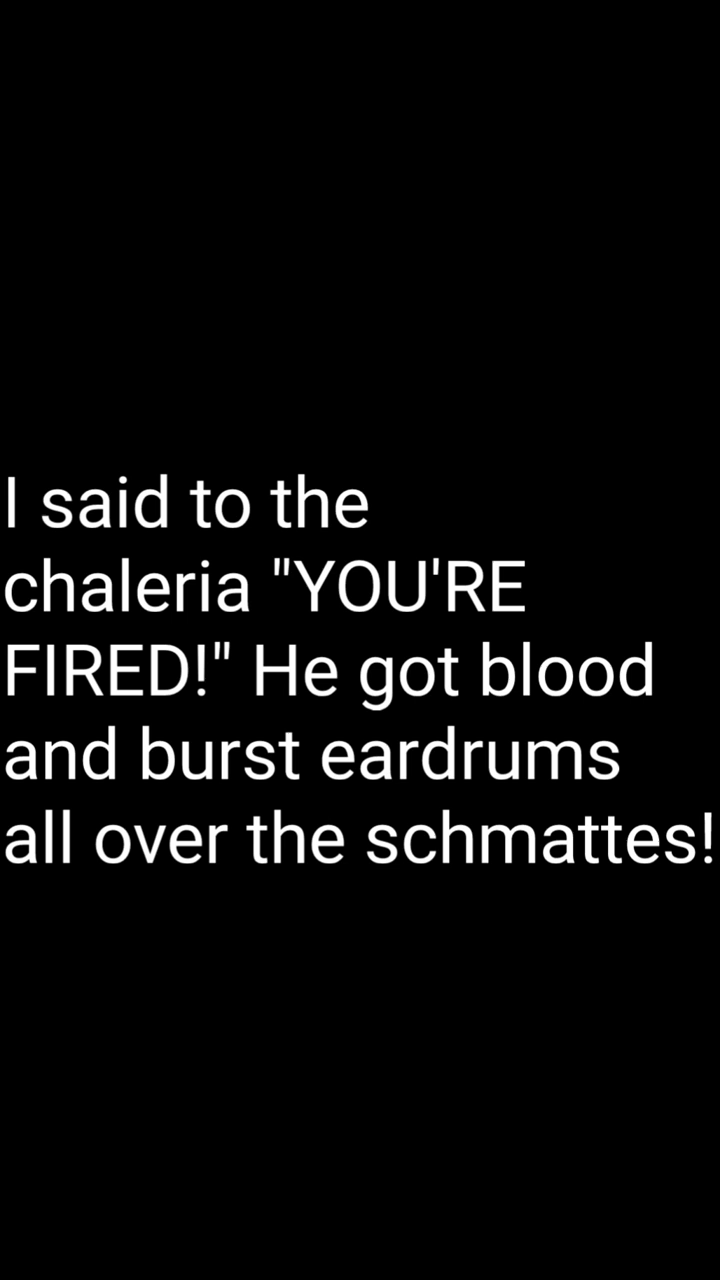 I said to the
chaleria "YOU'RE
FIRED!" He got blood
and burst eardrums
all over the schmattes!